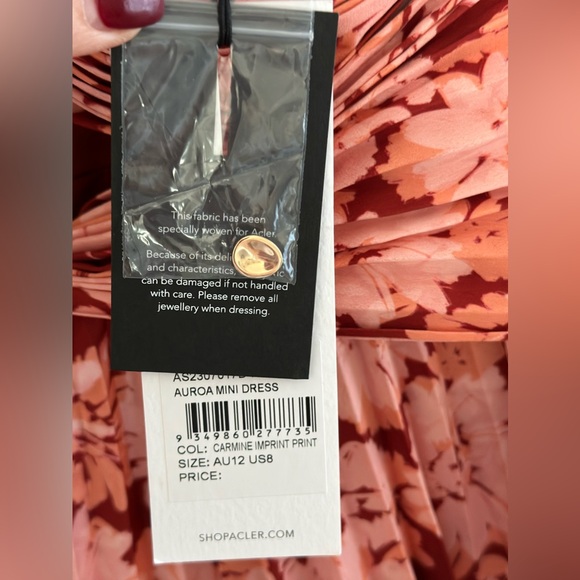 This fabric has been
specially woven for Acler
Because of its
and characteristics,
can be damaged if not handled
with care. Please remove all
jewellery when dressing.
AUROA MINI DRESS
9 349860 277735
COL: CARMINE IMPRINT PRINT
SIZE: AU12 US8
PRICE:
SHOPACLER.COM